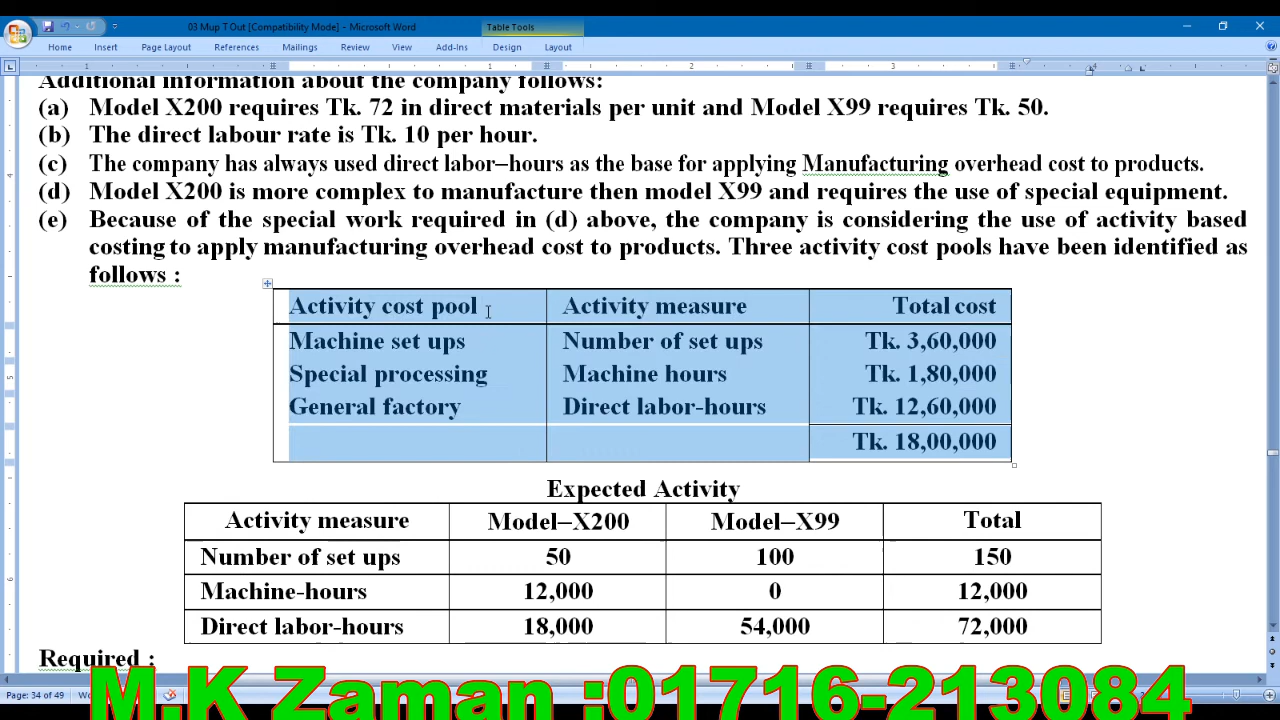 03 Mup T Out [Compatibility Mode] - Microsoft Word
Table Tools
Home Insert Page Layout References Mailings Review View Add-Ins Design Layout
Additional information about the company follows:
(a) Model X200 requires Tk. 72 in direct materials per unit and Model X99 requires Tk. 50.
(b) The direct labour rate is Tk. 10 per hour.
(c) The company has always used direct labor–hours as the base for applying Manufacturing overhead cost to products.
(d) Model X200 is more complex to manufacture then model X99 and requires the use of special equipment.
(e) Because of the special work required in (d) above, the company is considering the use of activity based
costing to apply manufacturing overhead cost to products. Three activity cost pools have been identified as
follows :
Activity cost pool Activity measure Total cost
Machine set ups Number of set ups Tk. 3,60,000
Special processing Machine hours Tk. 1,80,000
General factory Direct labor-hours Tk. 12,60,000
Tk. 18,00,000
Expected Activity
Activity measure Model–X200 Model–X99 Total
Number of set ups 50 100 150
Machine-hours 12,000 0 12,000
Direct labor-hours 18,000 54,000 72,000
Required :
M.K Zaman :01716-213084
Page: 34 of 49